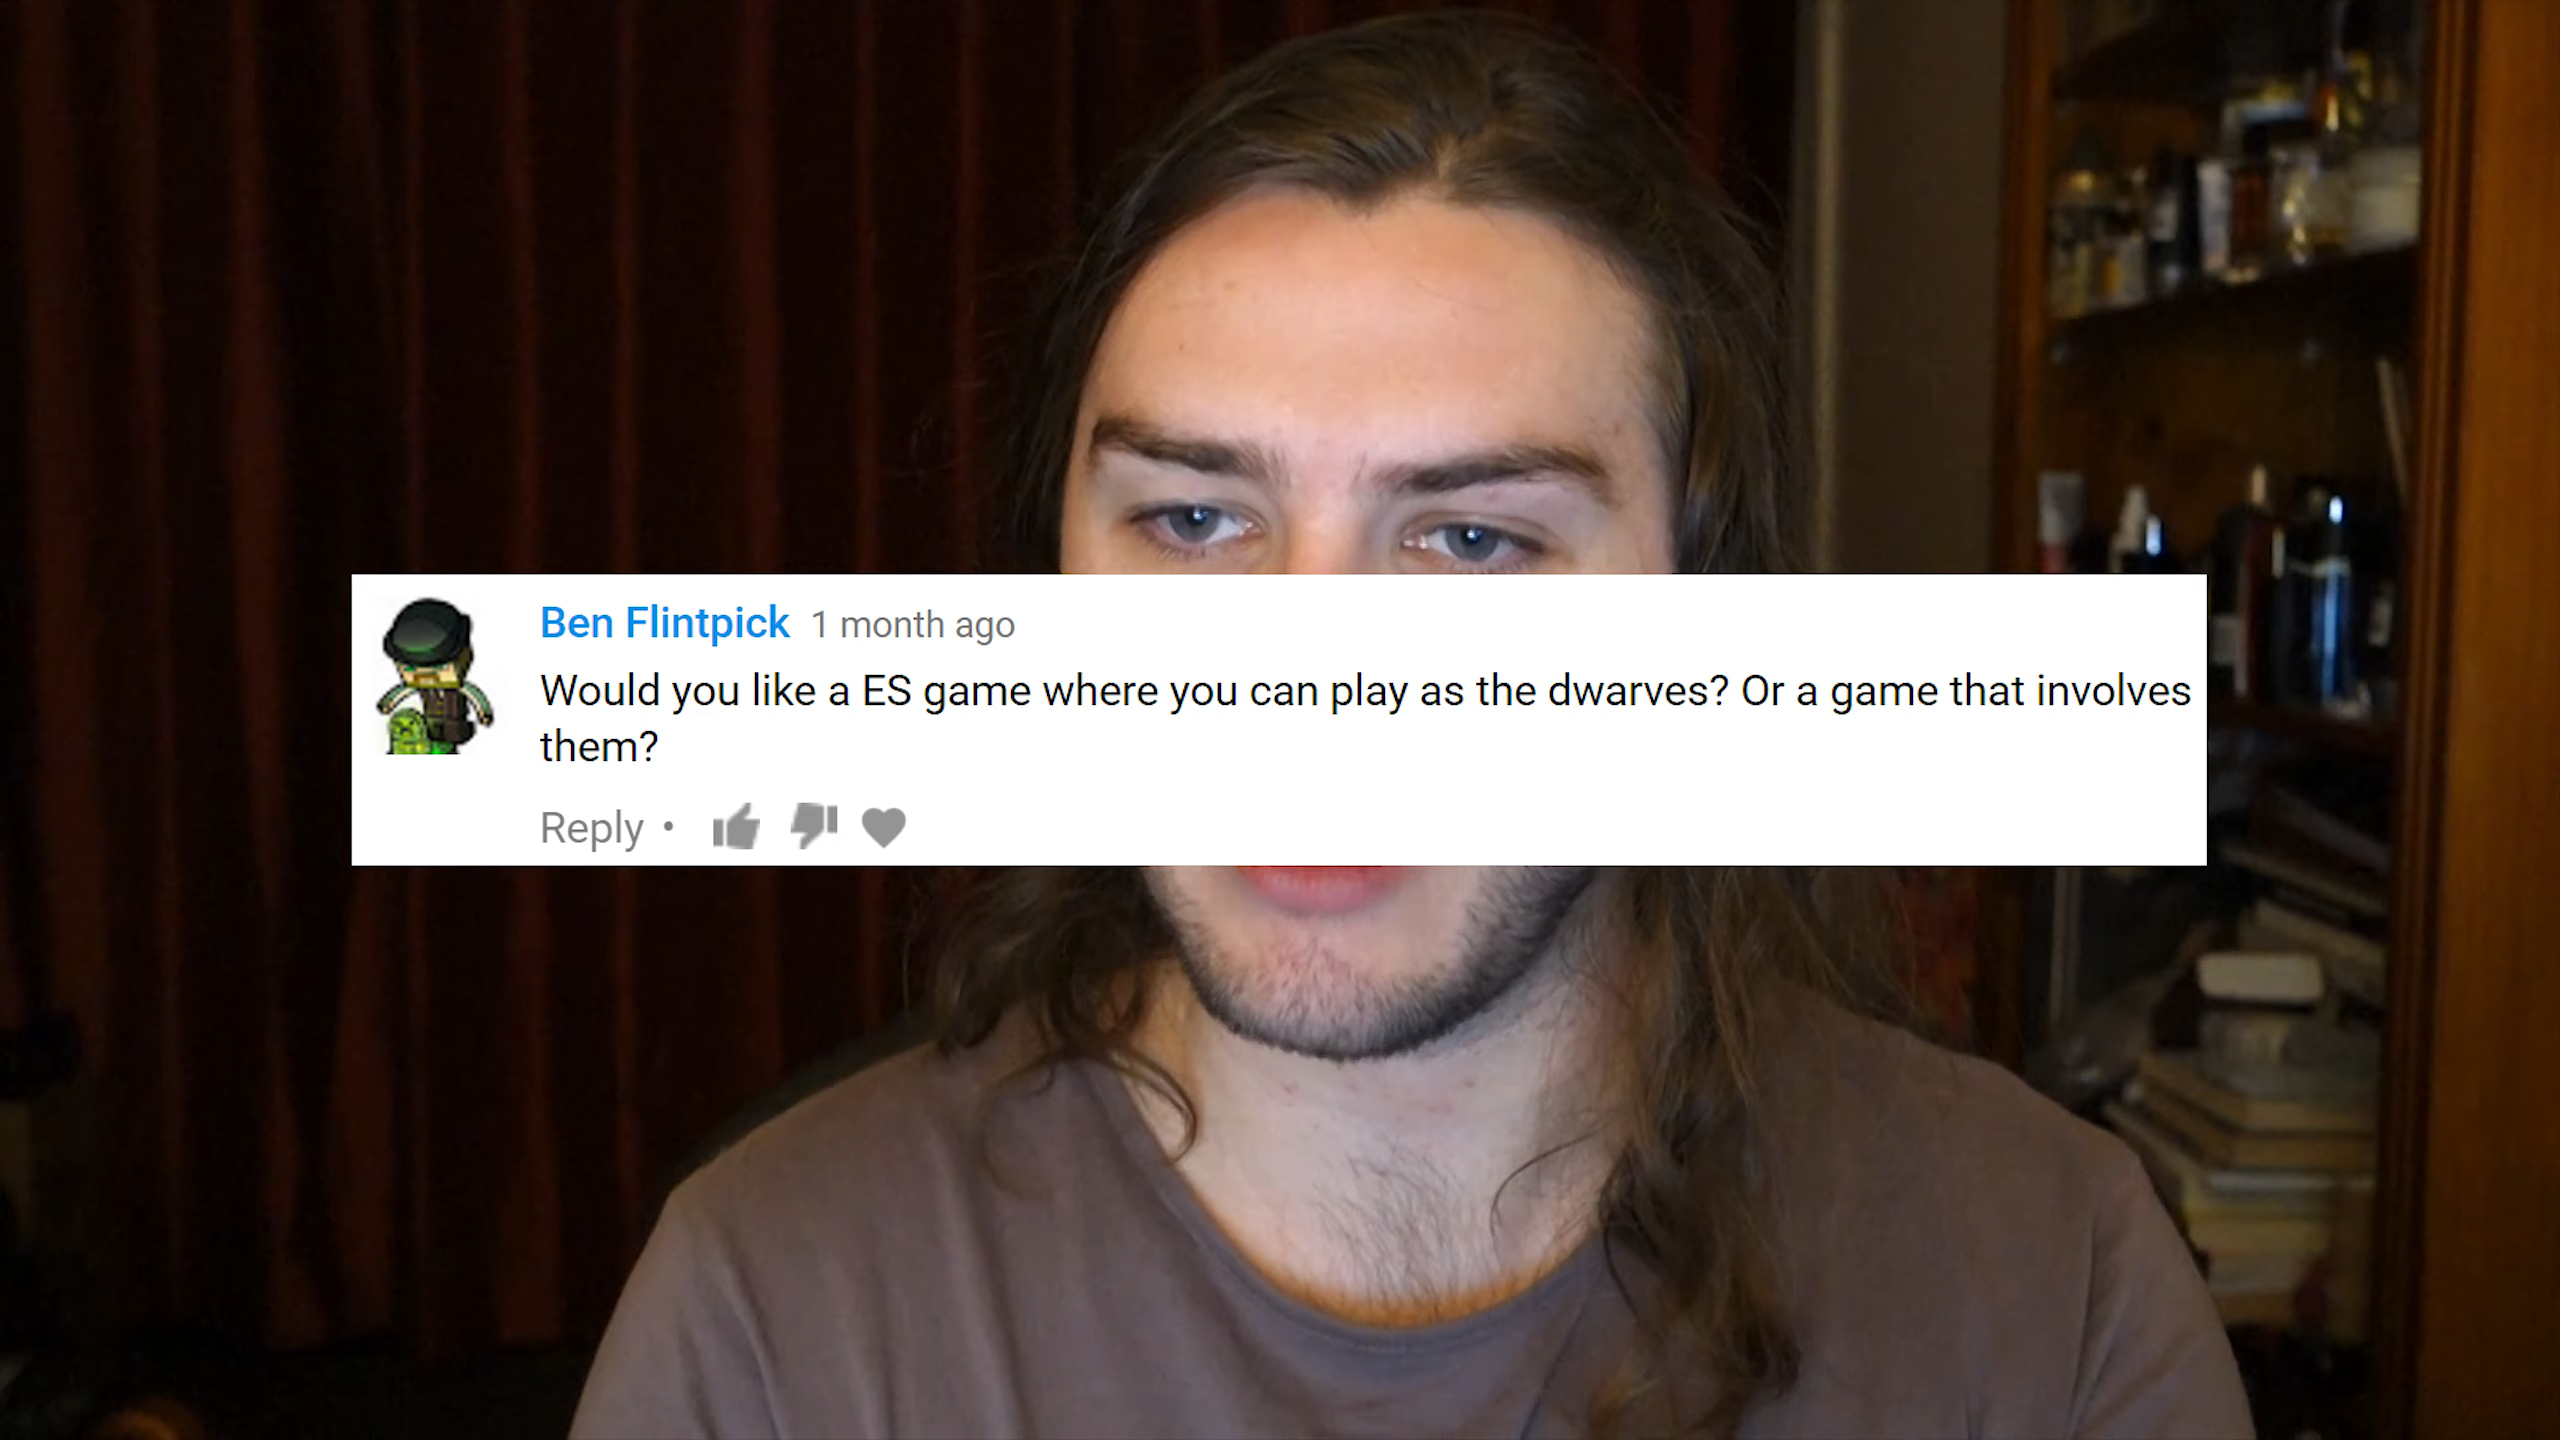 Ben Flintpick 1 month ago
Would you like a ES game where you can play as the dwarves? Or a game that involves
them?
Reply •